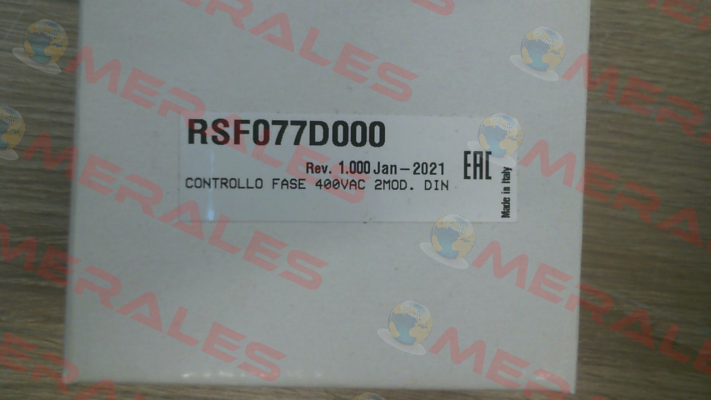 RSF077D000
Rev. 1.000 Jan-2021
EAC
CONTROLLO FASE 400VAC 2MOD. DIN
Made in Italy
MERALES
MERALES
MERALES
MERALES
MERALES
MERALES